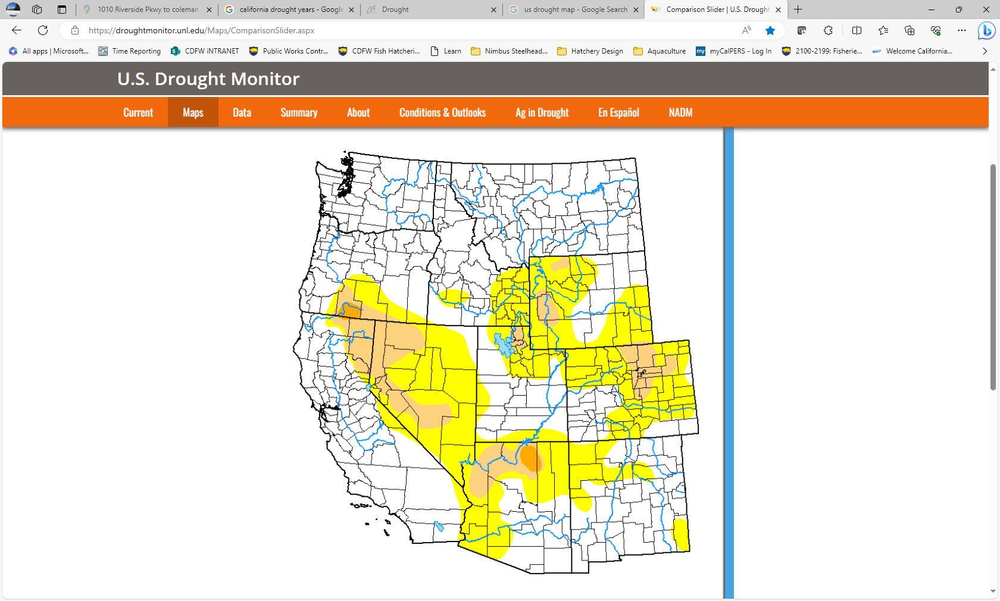 1010 Riverside Pkwy to coleman
california drought years - Google
Drought
us drought map - Google Search
Comparison Slider | U.S. Drought
https://droughtmonitor.unl.edu/Maps/ComparisonSlider.aspx
All apps | Microsoft...
Time Reporting
CDFW iNTRANET
Public Works Contr...
CDFW Fish Hatcheri...
Learn
Nimbus Steelhead...
Hatchery Design
Aquaculture
my
myCalPERS - Log In
2100-2199: Fisherie...
Welcome California...
U.S. Drought Monitor
Current
Maps
Data
Summary
About
Conditions & Outlooks
Ag in Drought
En Español
NADM